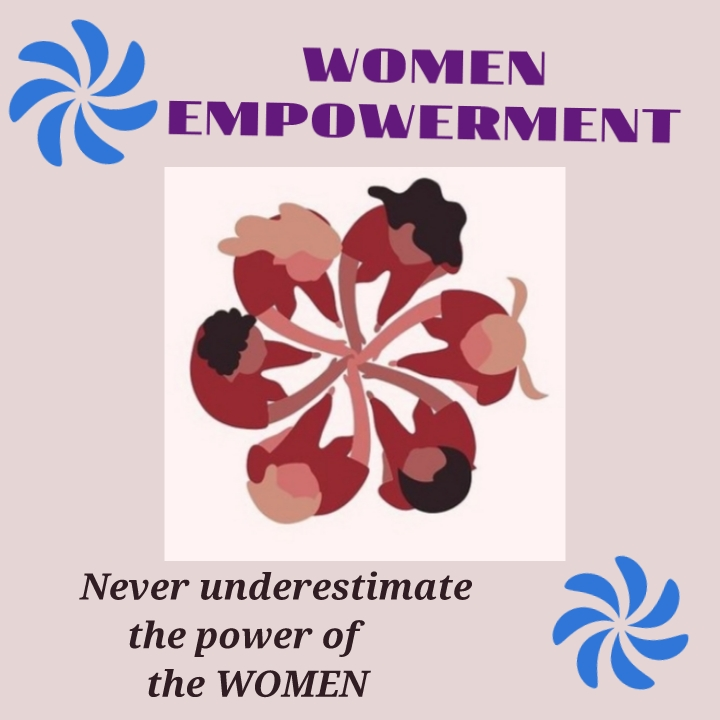 WOMEN
EMPOWERMENT
Never underestimate
the power of
the WOMEN